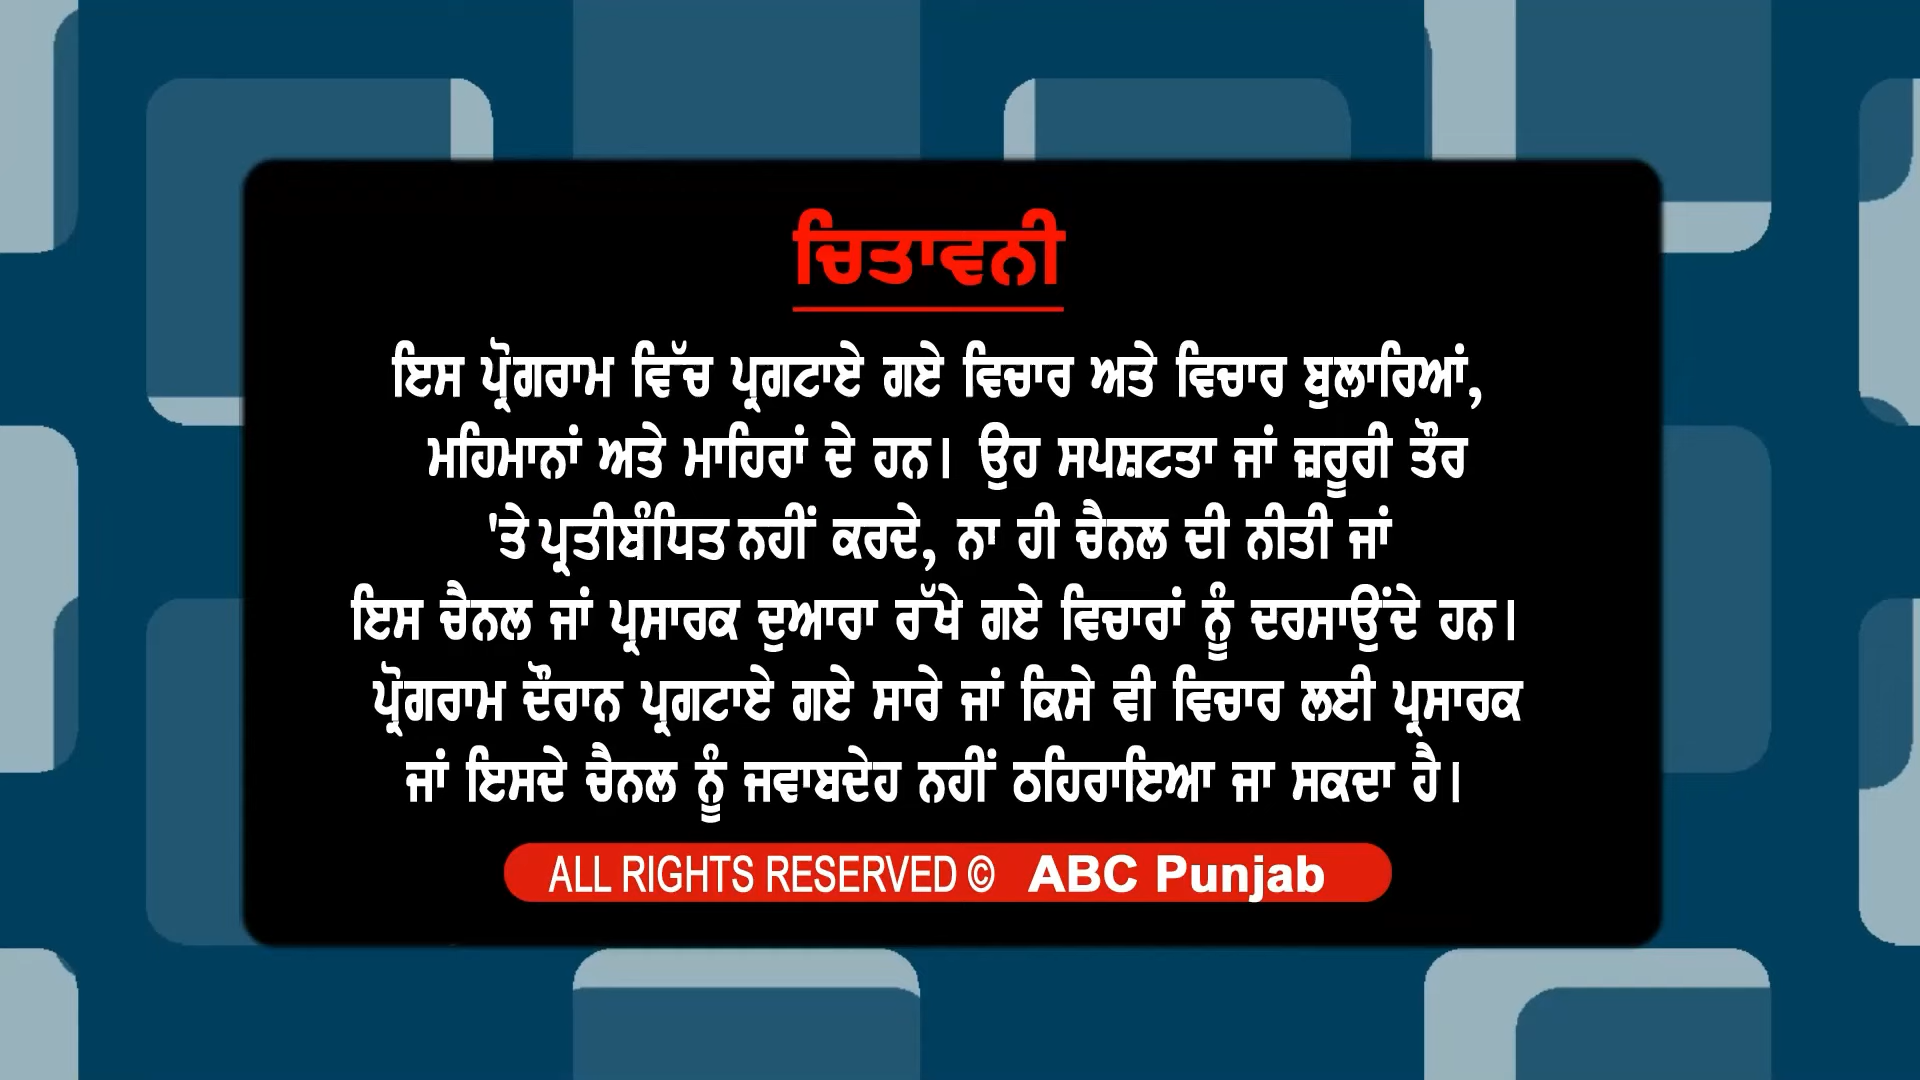 ਚਿਤਾਵਨੀ
ਇਸ ਪ੍ਰੋਗਰਾਮ ਵਿੱਚ ਪ੍ਰਗਟਾਏ ਗਏ ਵਿਚਾਰ ਅਤੇ ਵਿਚਾਰ ਬੁਲਾਰਿਆਂ,
ਮਹਿਮਾਨਾਂ ਅਤੇ ਮਾਹਿਰਾਂ ਦੇ ਹਨ। ਉਹ ਸਪਸ਼ਟਤਾ ਜਾਂ ਜ਼ਰੂਰੀ ਤੌਰ
'ਤੇ ਪ੍ਰਤੀਬੰਧਿਤ ਨਹੀਂ ਕਰਦੇ, ਨਾ ਹੀ ਚੈਨਲ ਦੀ ਨੀਤੀ ਜਾਂ
ਇਸ ਚੈਨਲ ਜਾਂ ਪ੍ਰਸਾਰਕ ਦੁਆਰਾ ਰੱਖੇ ਗਏ ਵਿਚਾਰਾਂ ਨੂੰ ਦਰਸਾਉਂਦੇ ਹਨ।
ਪ੍ਰੋਗਰਾਮ ਦੌਰਾਨ ਪ੍ਰਗਟਾਏ ਗਏ ਸਾਰੇ ਜਾਂ ਕਿਸੇ ਵੀ ਵਿਚਾਰ ਲਈ ਪ੍ਰਸਾਰਕ
ਜਾਂ ਇਸਦੇ ਚੈਨਲ ਨੂੰ ਜਵਾਬਦੇਹ ਨਹੀਂ ਠਹਿਰਾਇਆ ਜਾ ਸਕਦਾ ਹੈ।
ALL RIGHTS RESERVED © ABC Punjab